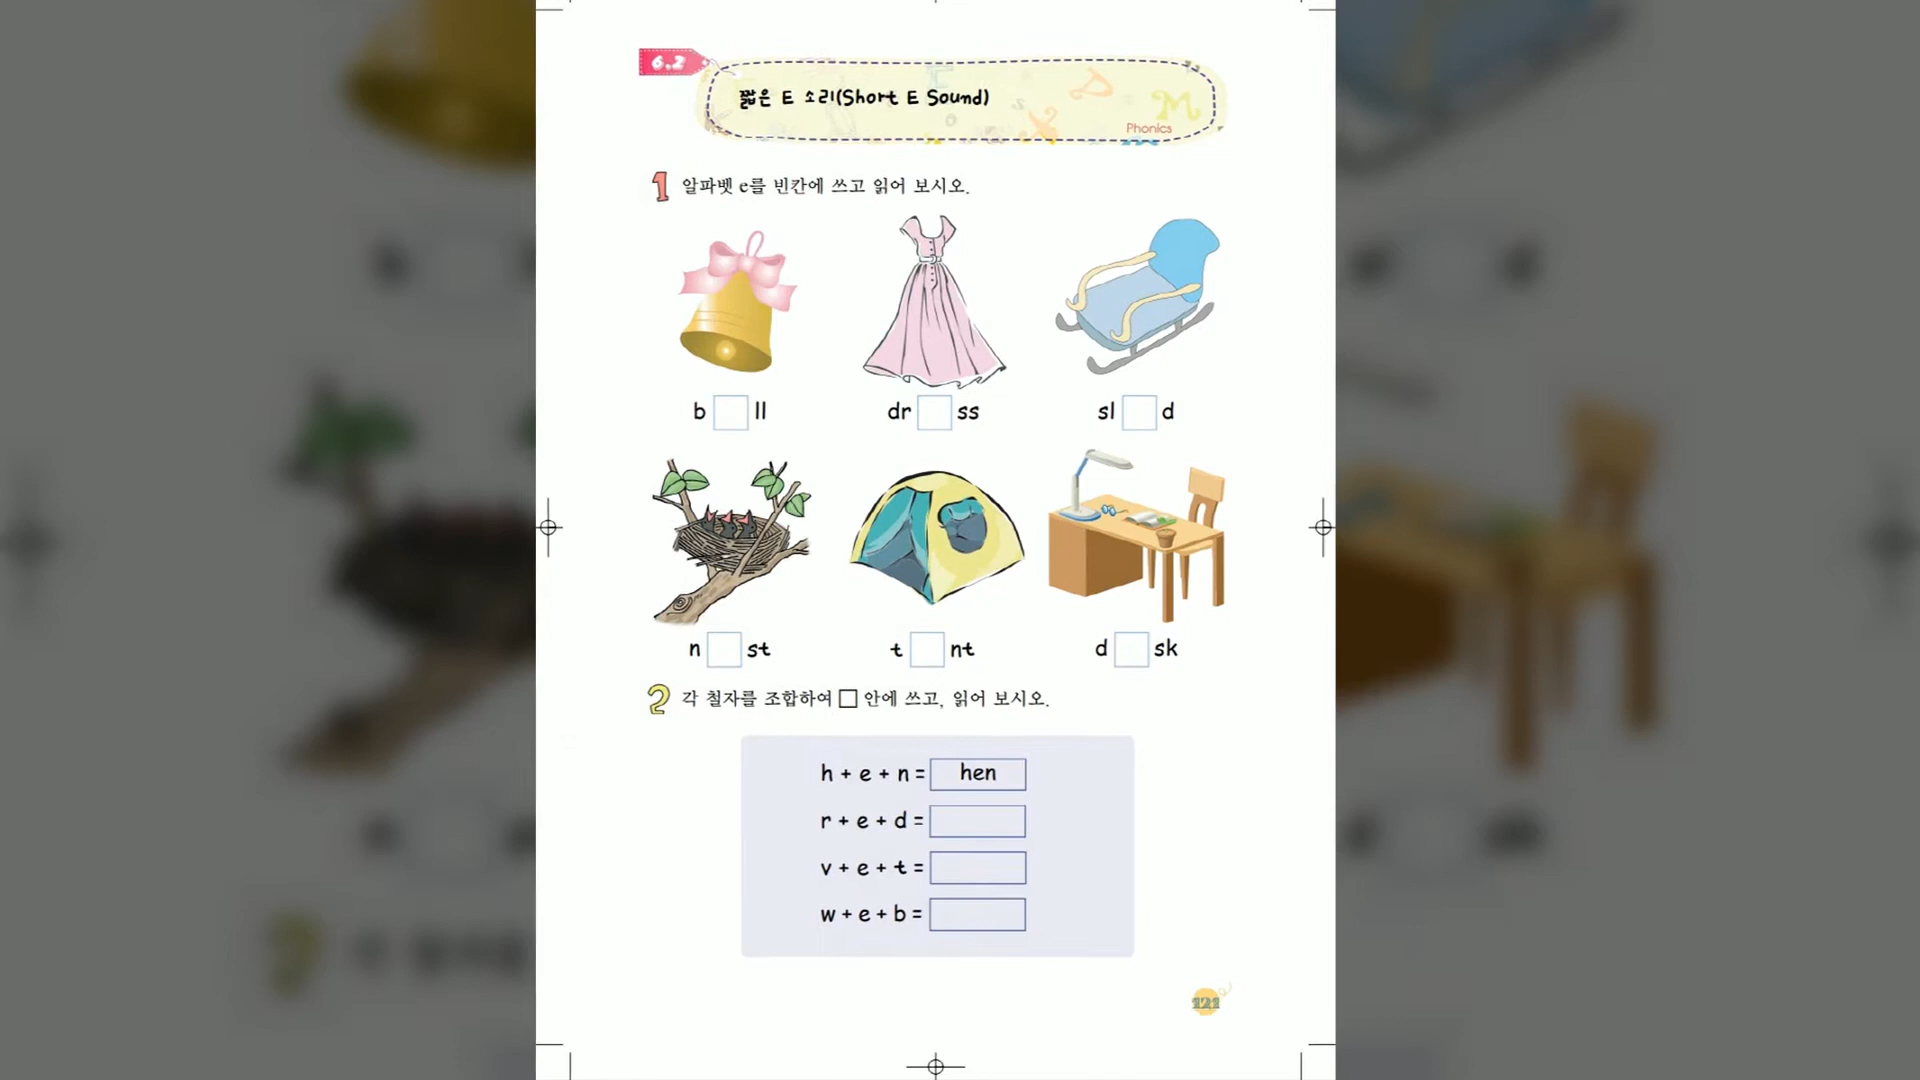 6.2
짧은 E 소리(Short E Sound)
Phonics
1 알파벳 e를 빈칸에 쓰고 읽어 보시오.
b □ ll
dr □ ss
sl □ d
n □ st
t □ nt
d □ sk
2 각 철자를 조합하여 □ 안에 쓰고, 읽어 보시오.
h + e + n = hen
r + e + d =
v + e + t =
w + e + b =
121